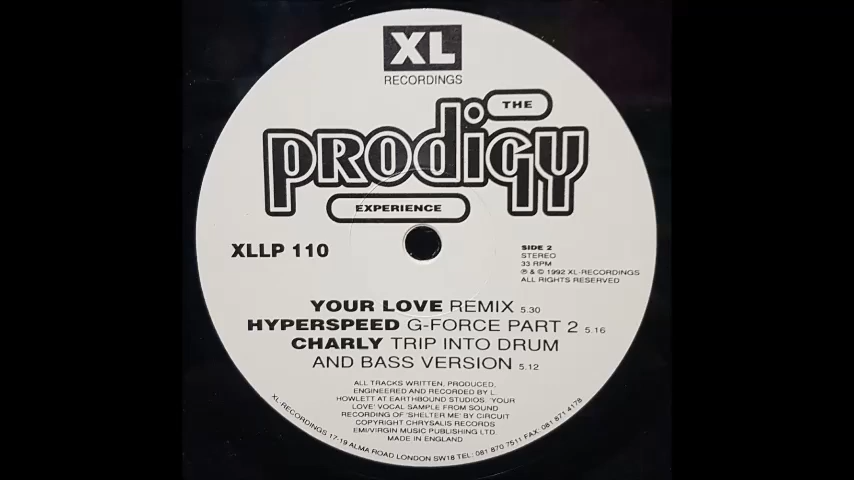 XL
RECORDINGS
THE
PRODIGY
EXPERIENCE
XLLP 110
SIDE 2
STEREO
33 RPM
℗ & © 1992 XL-RECORDINGS
ALL RIGHTS RESERVED
YOUR LOVE REMIX 5.30
HYPERSPEED G-FORCE PART 2 5.16
CHARLY TRIP INTO DRUM
AND BASS VERSION 5.12
ALL TRACKS WRITTEN, PRODUCED,
ENGINEERED AND RECORDED BY L.
HOWLETT AT EARTHBOUND STUDIOS. 'YOUR
LOVE' VOCAL SAMPLE FROM SOUND
RECORDING OF 'SHELTER ME' BY CIRCUIT
COPYRIGHT CHRYSALIS RECORDS
EMI/VIRGIN MUSIC PUBLISHING LTD.
MADE IN ENGLAND
XL-RECORDINGS 17-19 ALMA ROAD LONDON SW18 TEL: 081 870 7511 FAX: 081 871 4178